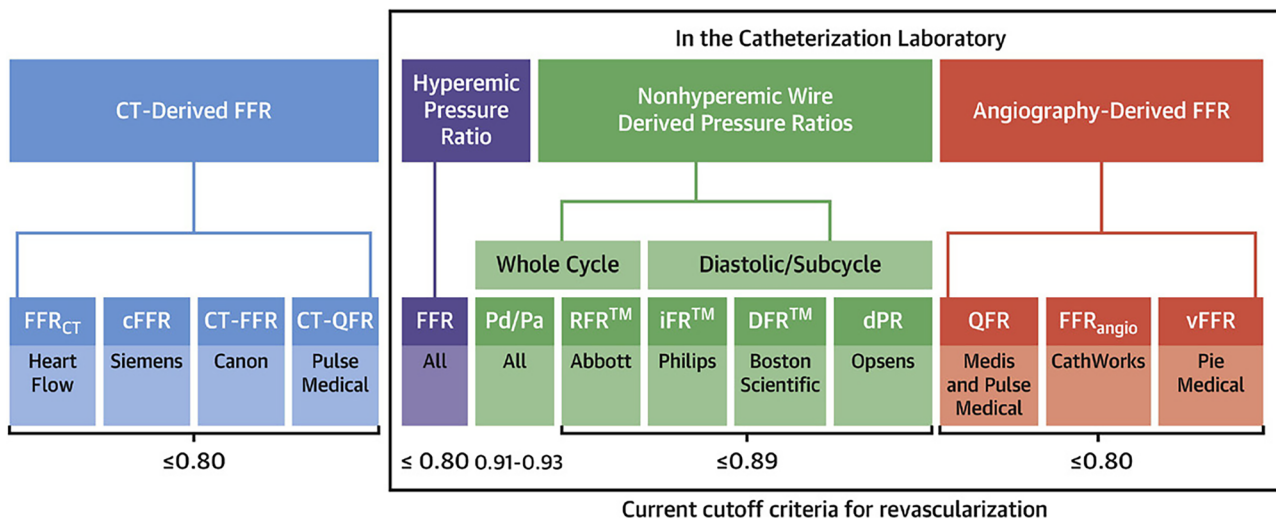 In the Catheterization Laboratory
CT-Derived FFR
Hyperemic
Pressure
Ratio
Nonhyperemic Wire
Derived Pressure Ratios
Angiography-Derived FFR
Whole Cycle
Diastolic/Subcycle
FFRCT
Heart
Flow
cFFR
Siemens
CT-FFR
Canon
CT-QFR
Pulse
Medical
FFR
All
Pd/Pa
All
RFR™
Abbott
iFR™
Philips
DFR™
Boston
Scientific
dPR
Opsens
QFR
Medis
and Pulse
Medical
FFRangio
CathWorks
vFFR
Pie
Medical
≤0.80
≤ 0.80
0.91-0.93
≤0.89
≤0.80
Current cutoff criteria for revascularization